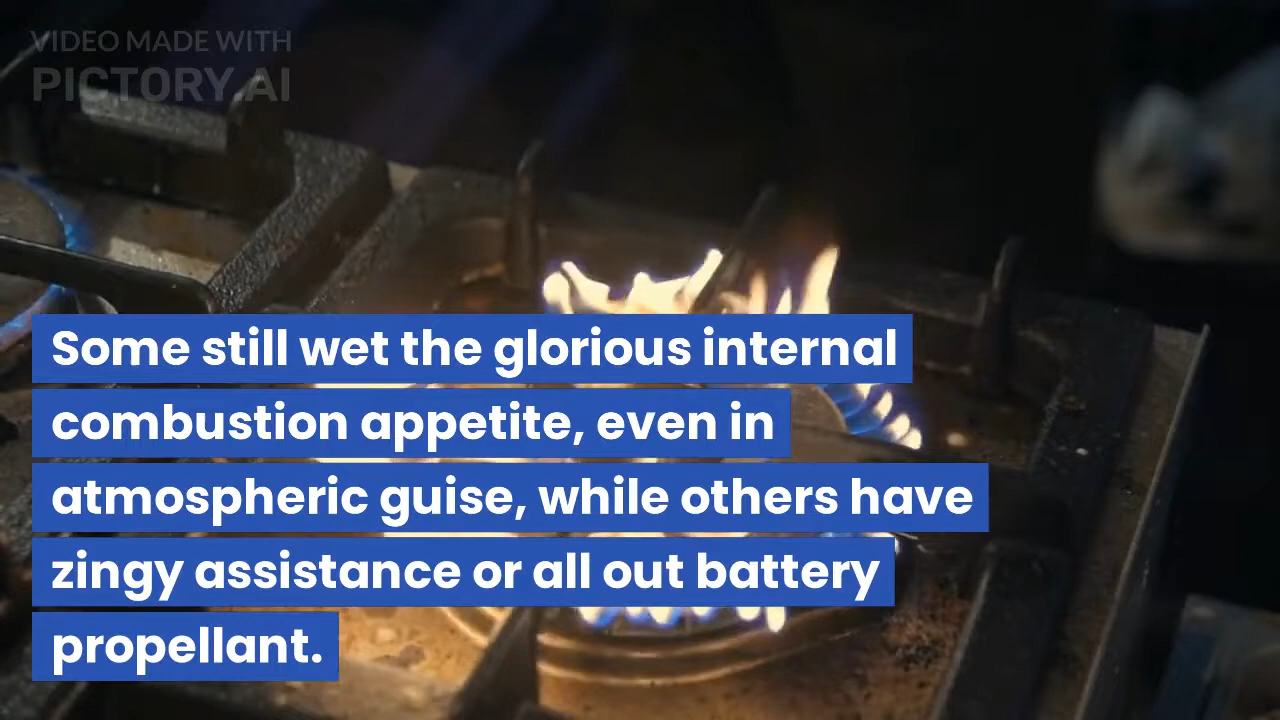 VIDEO MADE WITH
PICTORY.AI
Some still wet the glorious internal
combustion appetite, even in
atmospheric guise, while others have
zingy assistance or all out battery
propellant.